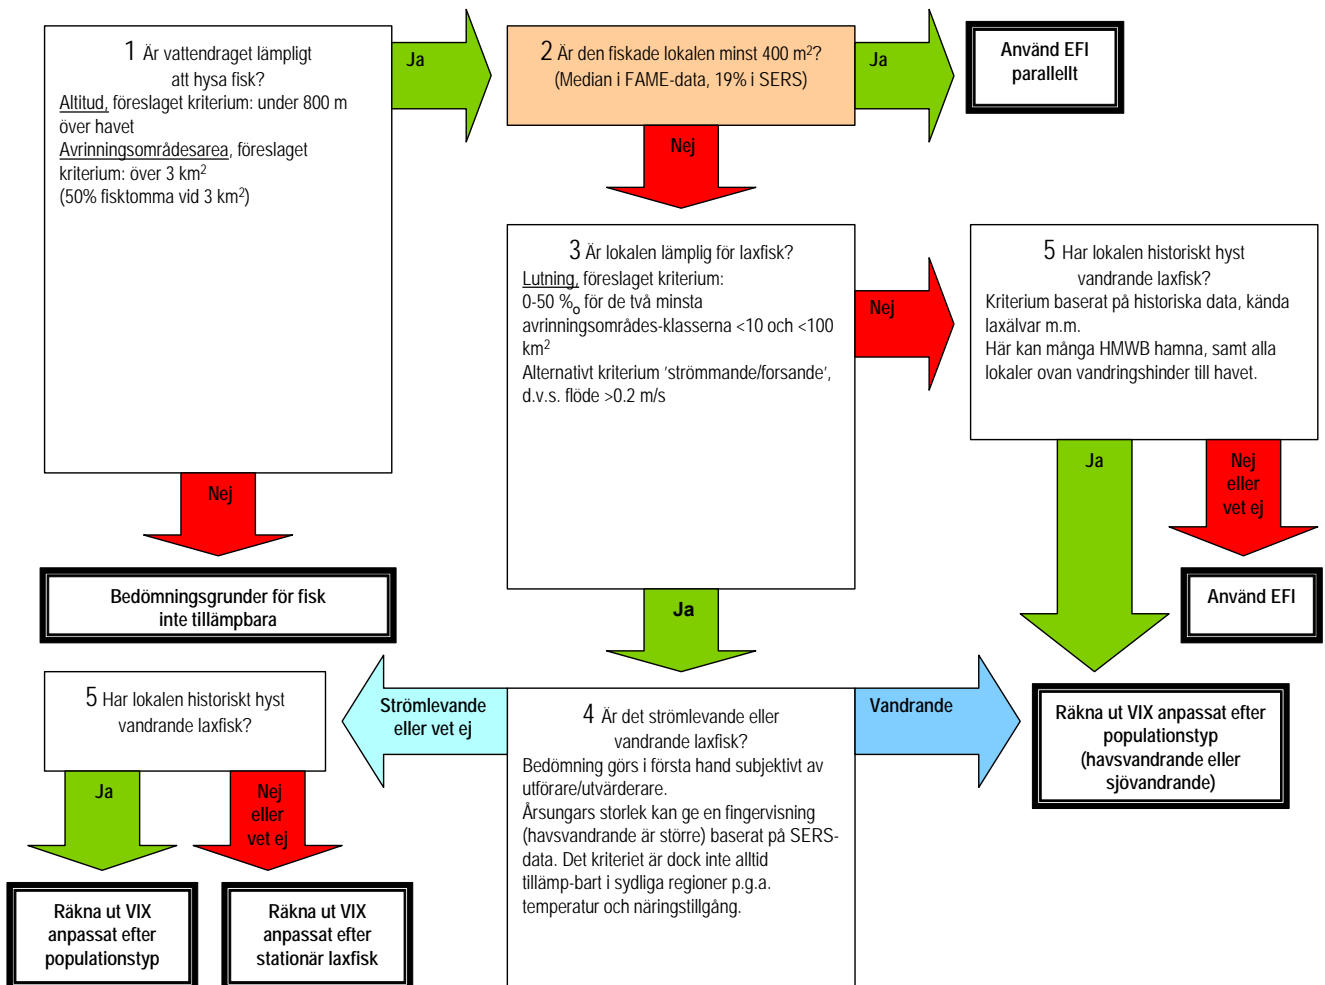 1 Är vattendraget lämpligt
att hysa fisk?
Altitud, föreslaget kriterium: under 800 m
över havet
Avrinningsområdesarea, föreslaget
kriterium: över 3 km²
(50% fisktomma vid 3 km²)
Ja
2 Är den fiskade lokalen minst 400 m²?
(Median i FAME-data, 19% i SERS)
Ja
Använd EFI
parallellt
Nej
3 Är lokalen lämplig för laxfisk?
Lutning, föreslaget kriterium:
0-50 %o för de två minsta
avrinningsområdes-klasserna <10 och <100
km²
Alternativt kriterium ’strömmande/forsande’,
d.v.s. flöde >0.2 m/s
Nej
5 Har lokalen historiskt hyst
vandrande laxfisk?
Kriterium baserat på historiska data, kända
laxälvar m.m.
Här kan många HMWB hamna, samt alla
lokaler ovan vandringshinder till havet.
Ja
Nej
eller
vet ej
Använd EFI
Nej
Bedömningsgrunder för fisk
inte tillämpbara
Ja
4 Är det strömlevande eller
vandrande laxfisk?
Bedömning görs i första hand subjektivt av
utförare/utvärderare.
Årsungars storlek kan ge en fingervisning
(havsvandrande är större) baserat på SERS-
data. Det kriteriet är dock inte alltid
tillämp-bart i sydliga regioner p.g.a.
temperatur och näringstillgång.
Vandrande
Räkna ut VIX anpassat efter
populationstyp
(havsvandrande eller
sjövandrande)
Strömlevande
eller vet ej
5 Har lokalen historiskt hyst
vandrande laxfisk?
Ja
Nej
eller
vet ej
Räkna ut VIX
anpassat efter
populationstyp
Räkna ut VIX
anpassat efter
stationär laxfisk